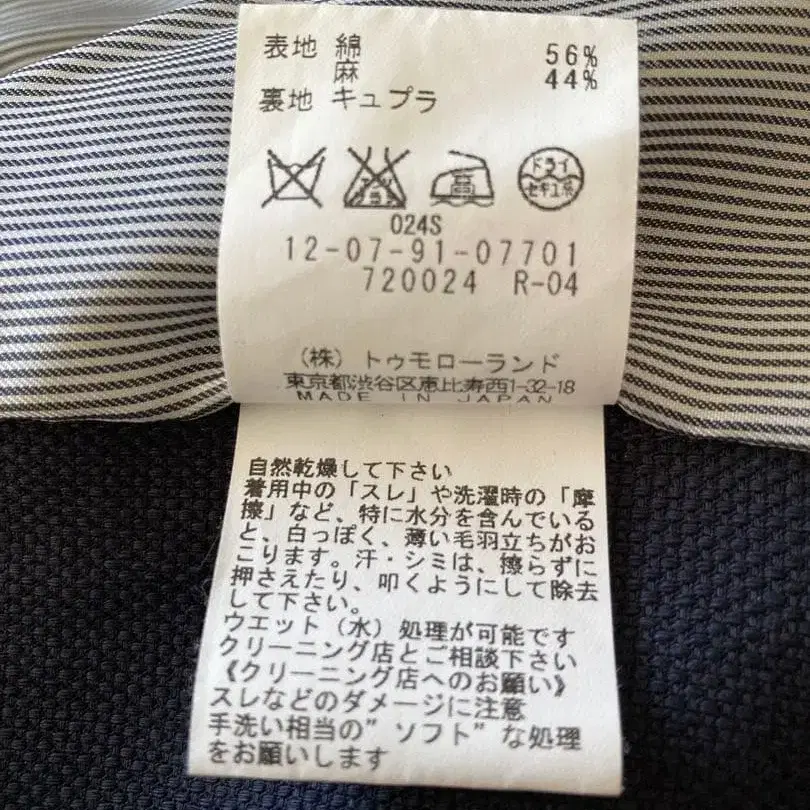 表地 綿 56%
麻 44%
裏地 キュプラ
エンソサラシ
高
ドライ
セキユ系
024S
12-07-91-07701
720024 R-04
(株) トゥモローランド
東京都渋谷区恵比寿西1-32-18
MADE IN JAPAN
自然乾燥して下さい
着用中の「スレ」や洗濯時の「摩
擦」など、特に水分を含んでいる
と、白っぽく、薄い毛羽立ちがお
こります。汗・シミは、擦らずに
押さえたり、叩くようにして除去
して下さい。
ウエット(水)処理が可能です
クリーニング店とご相談下さい
《クリーニング店へのお願い》
スレなどのダメージに注意
手洗い相当の”ソフト”な処理
をお願いします